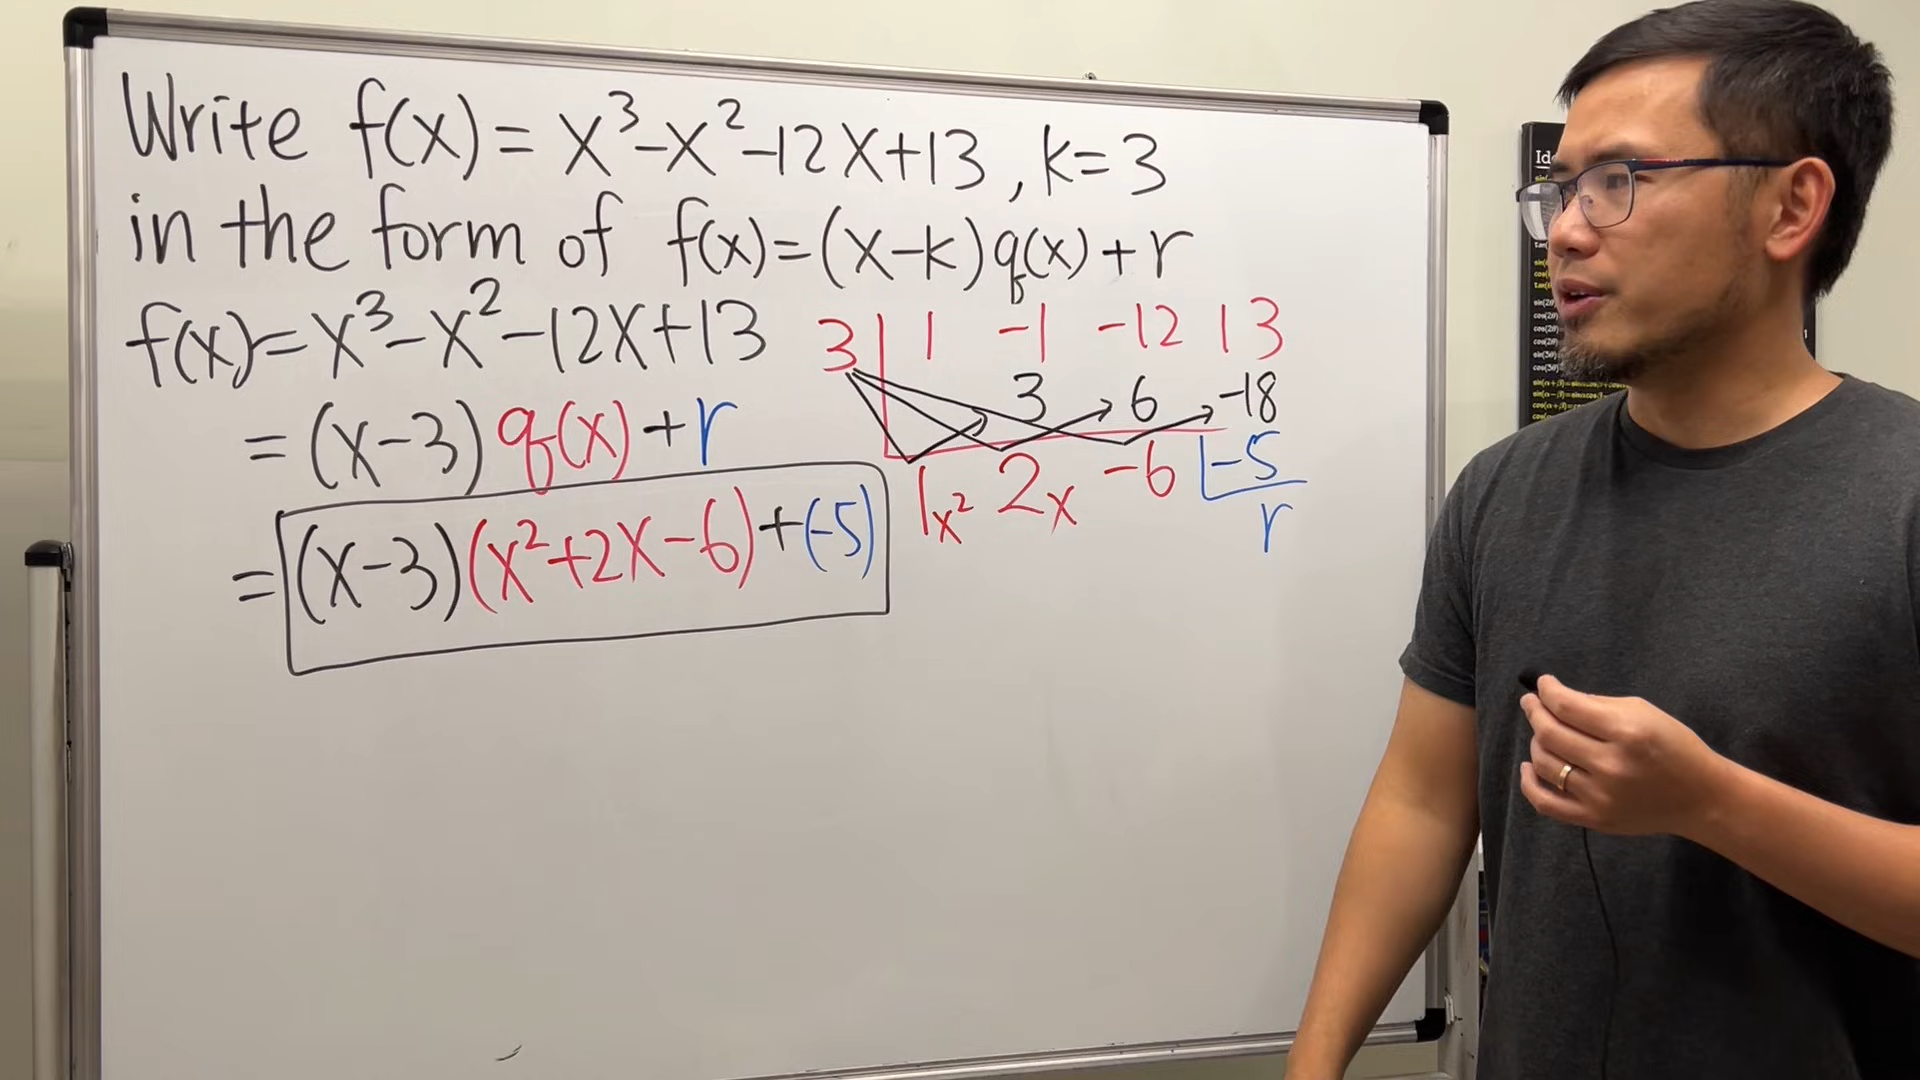 Write f(x) = x³-x²-12x+13, k=3
in the form of f(x)=(x-k)q(x)+r
f(x)=x³-x²-12x+13
=(x-3)q(x)+r
=(x-3)(x²+2x-6)+(-5)
3 1 -1 -12 13
3 6 -18
1x² 2x -6 -5
r